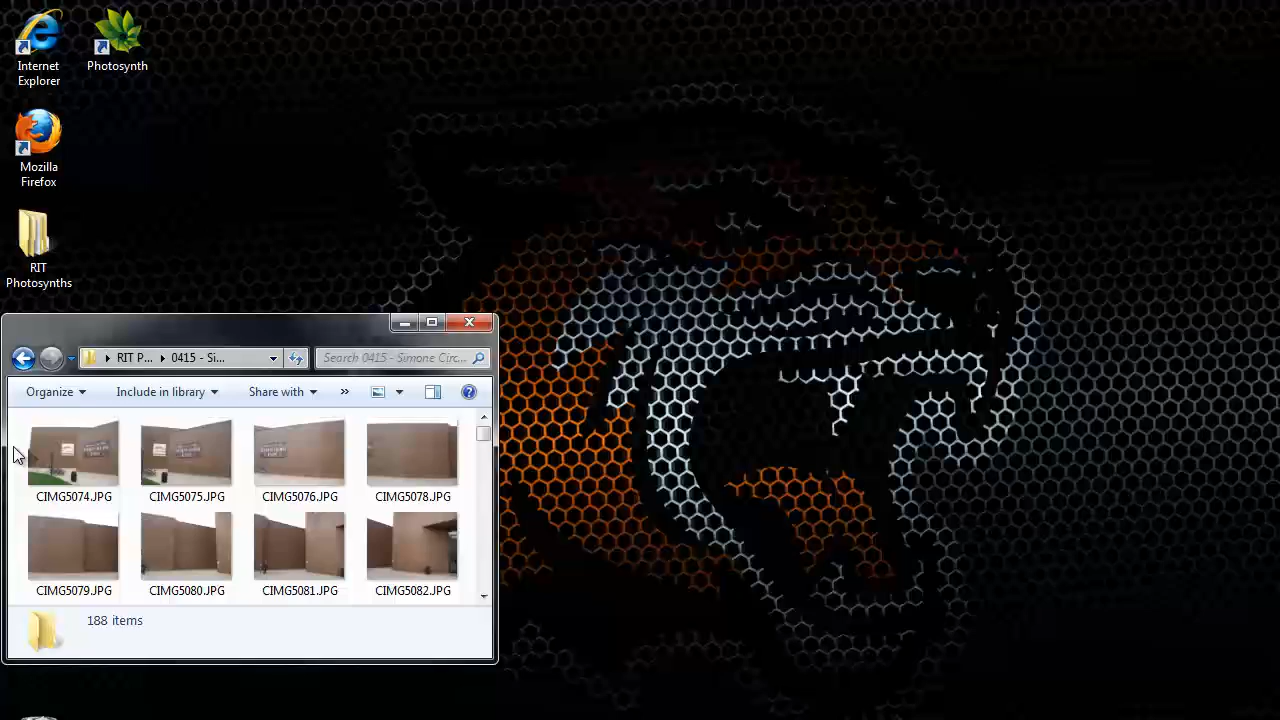 Internet
Explorer
Photosynth
Mozilla
Firefox
RIT
Photosynths
RIT P... 0415 - Si...
Search 0415 - Simone Circ...
Organize Include in library Share with »
CIMG5074.JPG CIMG5075.JPG CIMG5076.JPG CIMG5078.JPG
CIMG5079.JPG CIMG5080.JPG CIMG5081.JPG CIMG5082.JPG
188 items